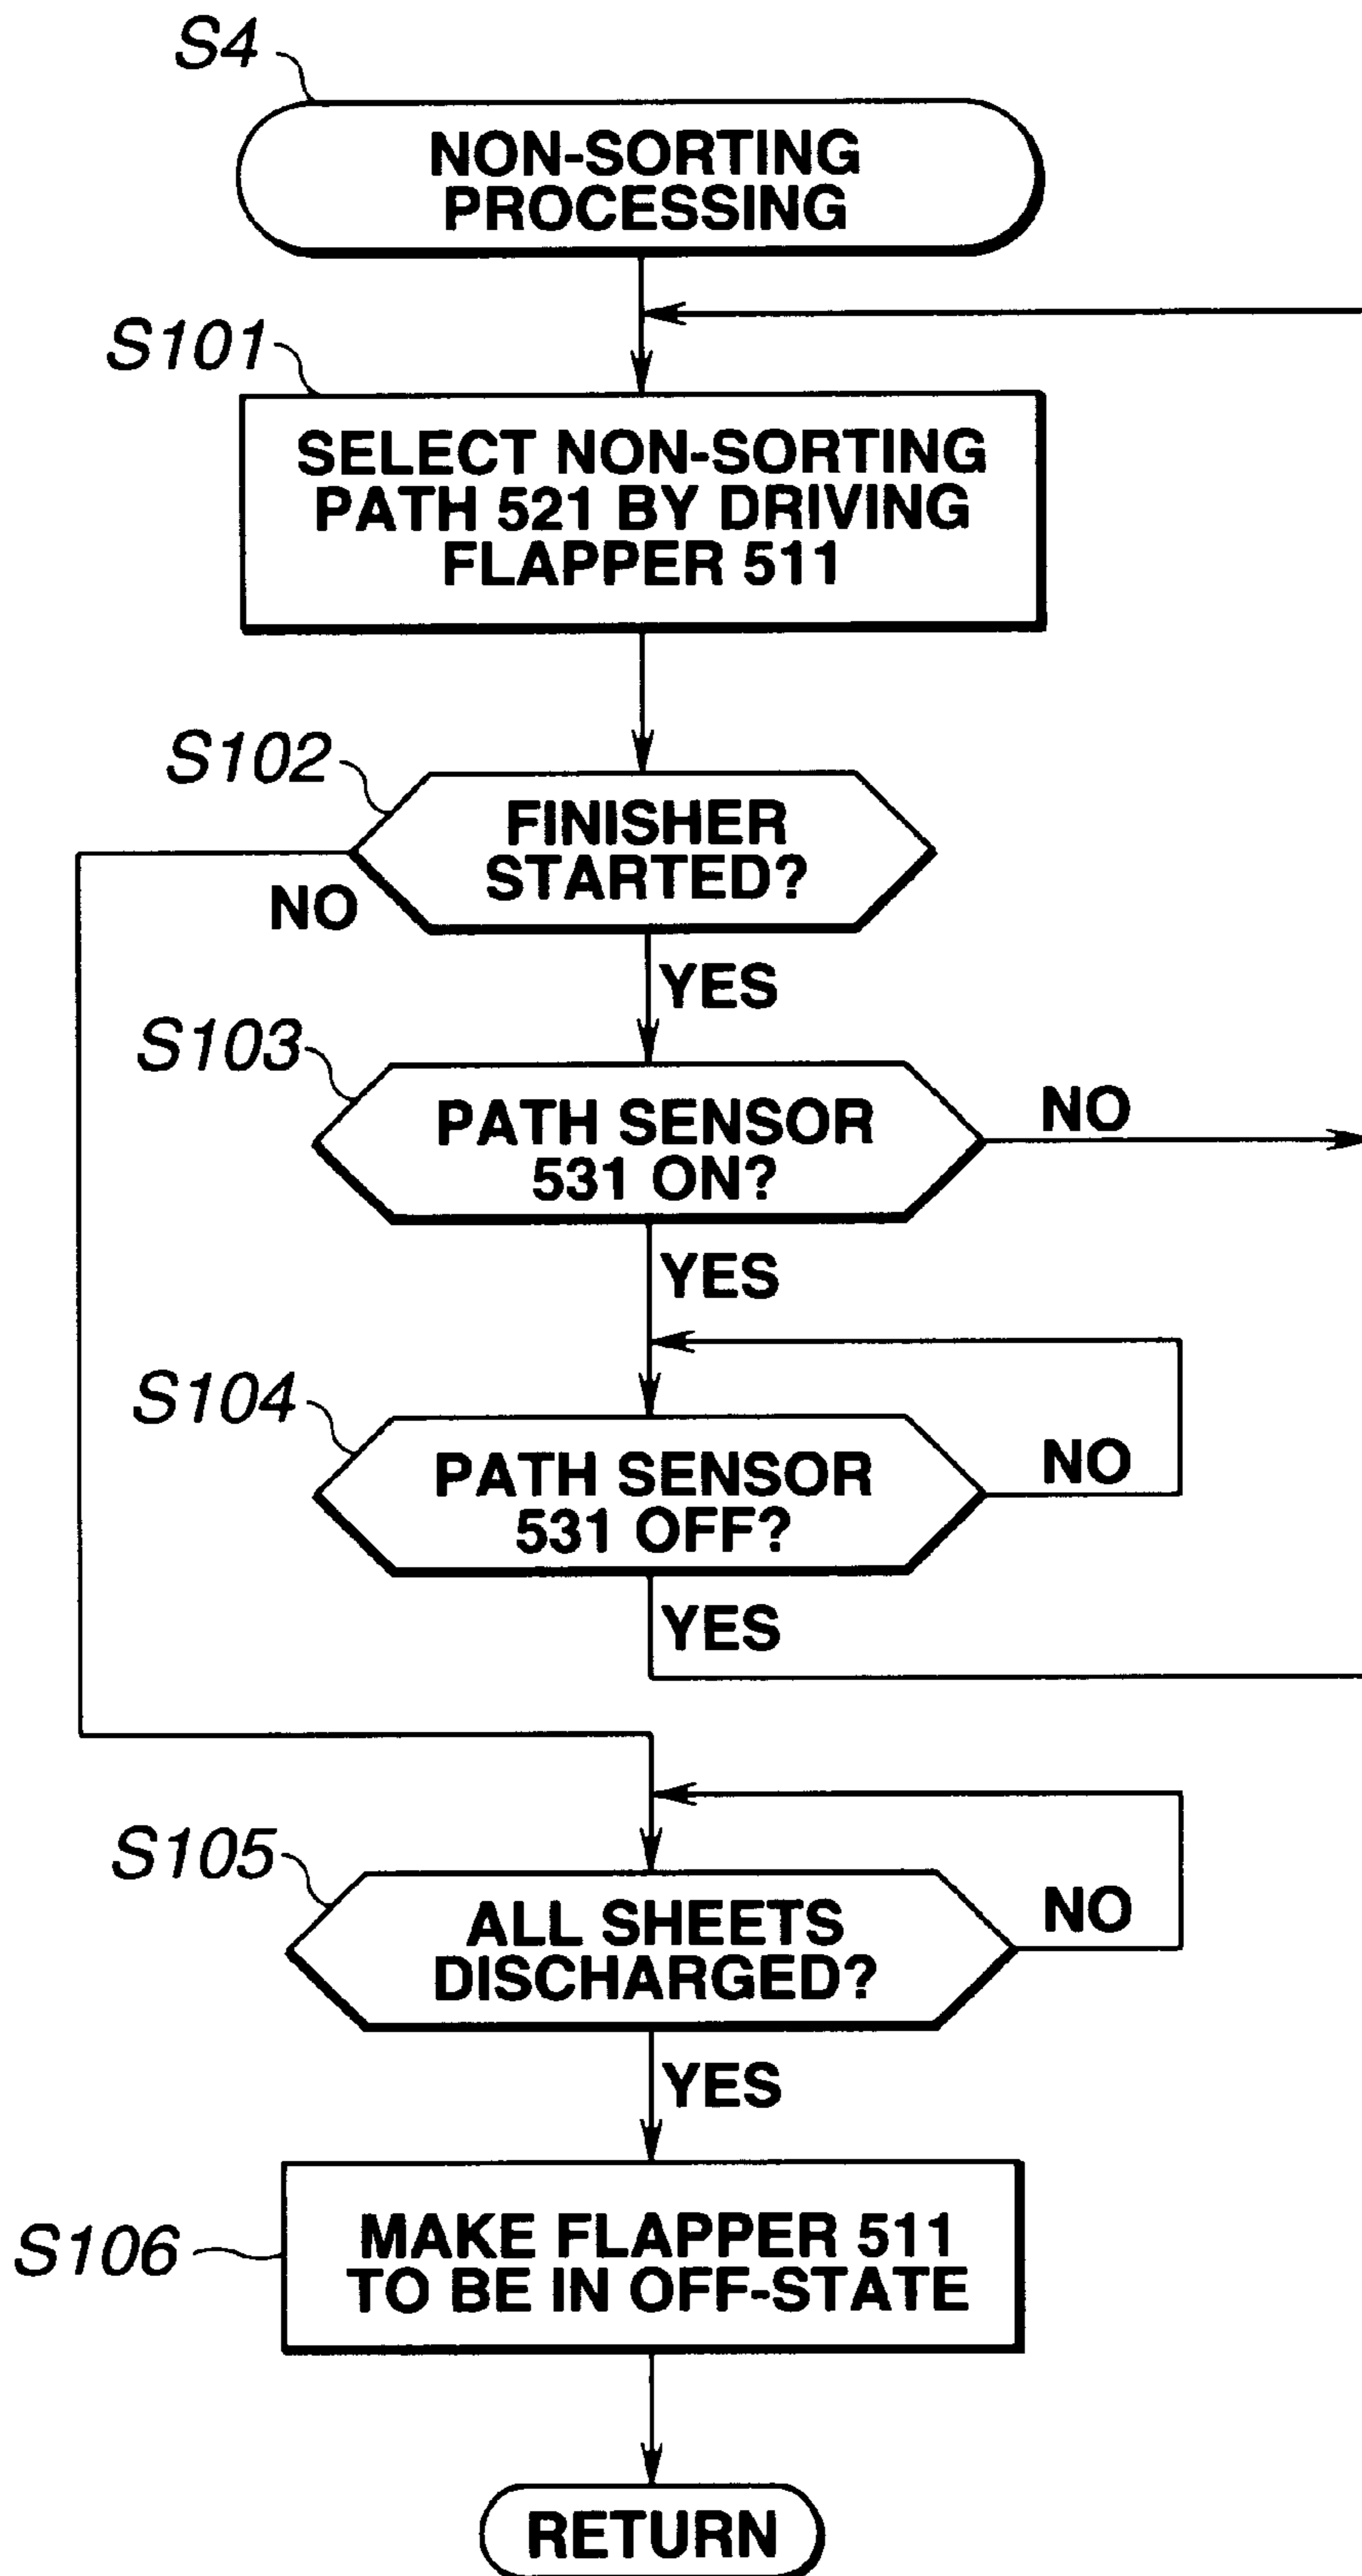 S4
NON-SORTING
PROCESSING
S101
SELECT NON-SORTING
PATH 521 BY DRIVING
FLAPPER 511
S102
FINISHER
STARTED?
NO
YES
S103
PATH SENSOR
531 ON?
NO
YES
S104
PATH SENSOR
531 OFF?
NO
YES
S105
ALL SHEETS
DISCHARGED?
NO
YES
S106
MAKE FLAPPER 511
TO BE IN OFF-STATE
RETURN